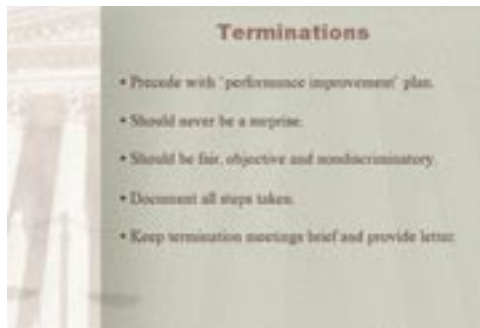 Terminations
• Precede with 'performance improvement' plan.
• Should never be a surprise.
• Should be fair, objective and nondiscriminatory.
• Document all steps taken.
• Keep termination meetings brief and provide letter.